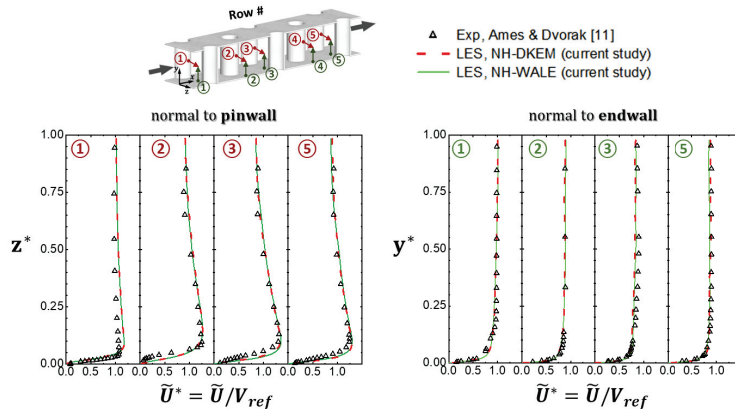 Row #
1
2
3
4
5
y
x
z
1
2
3
4
5
Exp, Ames & Dvorak [11]
LES, NH-DKEM (current study)
LES, NH-WALE (current study)
normal to pinwall
normal to endwall
1.00
0.75
0.50
0.25
0.00
z*
1
2
3
5
0.0 0.5 1.0 0.0 0.5 1.0 0.0 0.5 1.0 0.0 0.5 1.0
Ũ* = Ũ/V_ref
1.00
0.75
0.50
0.25
0.00
y*
1
2
3
5
0.0 0.5 1.0 0.0 0.5 1.0 0.0 0.5 1.0 0.0 0.5 1.0
Ũ* = Ũ/V_ref